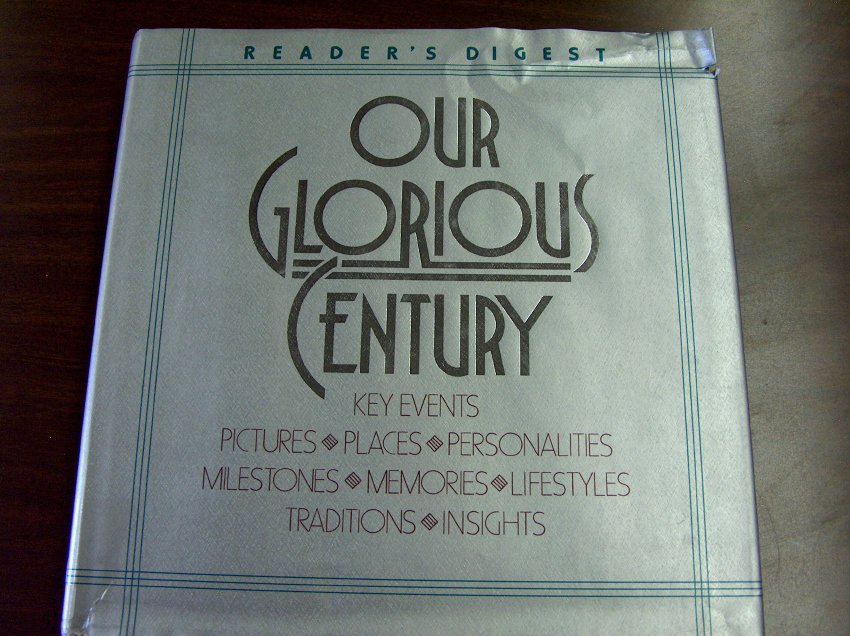 READER'S DIGEST
OUR
GLORIOUS
CENTURY
KEY EVENTS
PICTURES PLACES PERSONALITIES
MILESTONES MEMORIES LIFESTYLES
TRADITIONS INSIGHTS